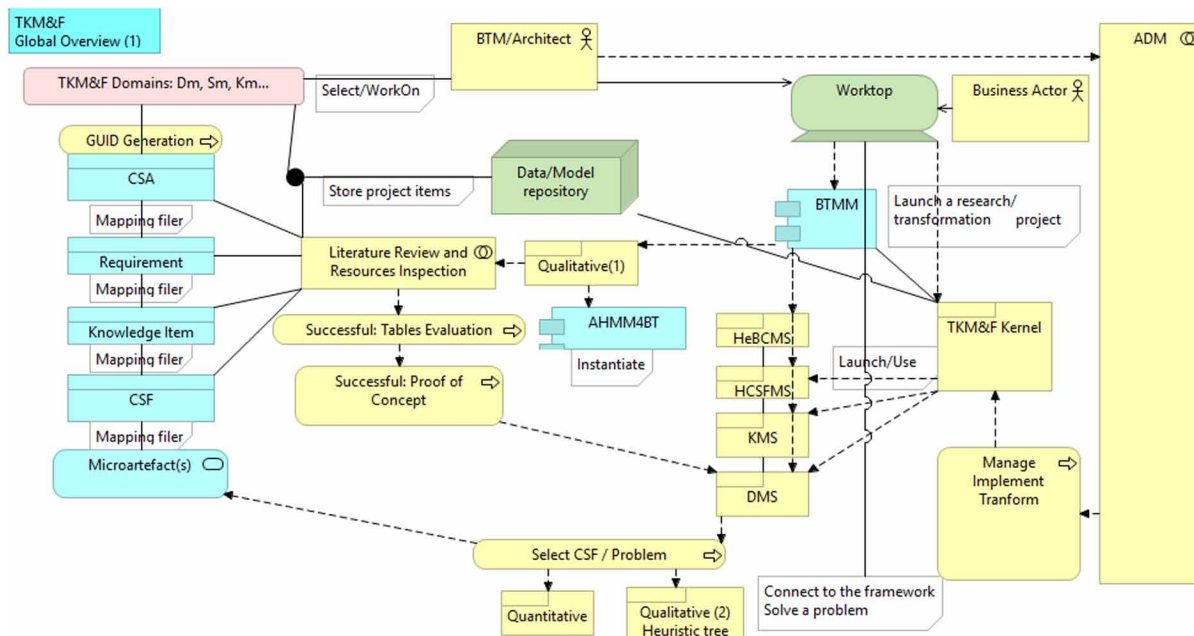 TKM&F
Global Overview (1)
BTM/Architect
ADM
TKM&F Domains: Dm, Sm, Km...
Select/WorkOn
Worktop
Business Actor
GUID Generation
CSA
Data/Model
repository
Store project items
BTMM
Launch a research/
transformation project
Mapping filer
Requirement
Literature Review and
Resources Inspection
Qualitative(1)
Mapping filer
Knowledge Item
Successful: Tables Evaluation
AHMM4BT
HeBCMS
TKM&F Kernel
Mapping filer
Instantiate
Launch/Use
CSF
Successful: Proof of
Concept
HCSFMS
Mapping filer
KMS
Microartefact(s)
Manage
Implement
Tranform
DMS
Select CSF / Problem
Quantitative
Qualitative (2)
Heuristic tree
Connect to the framework
Solve a problem